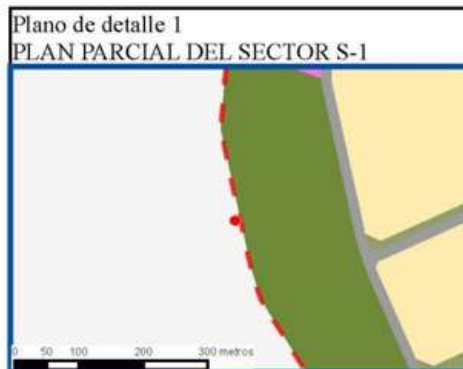 Plano de detalle 1
PLAN PARCIAL DEL SECTOR S-1
0 50 100 200 300 metros